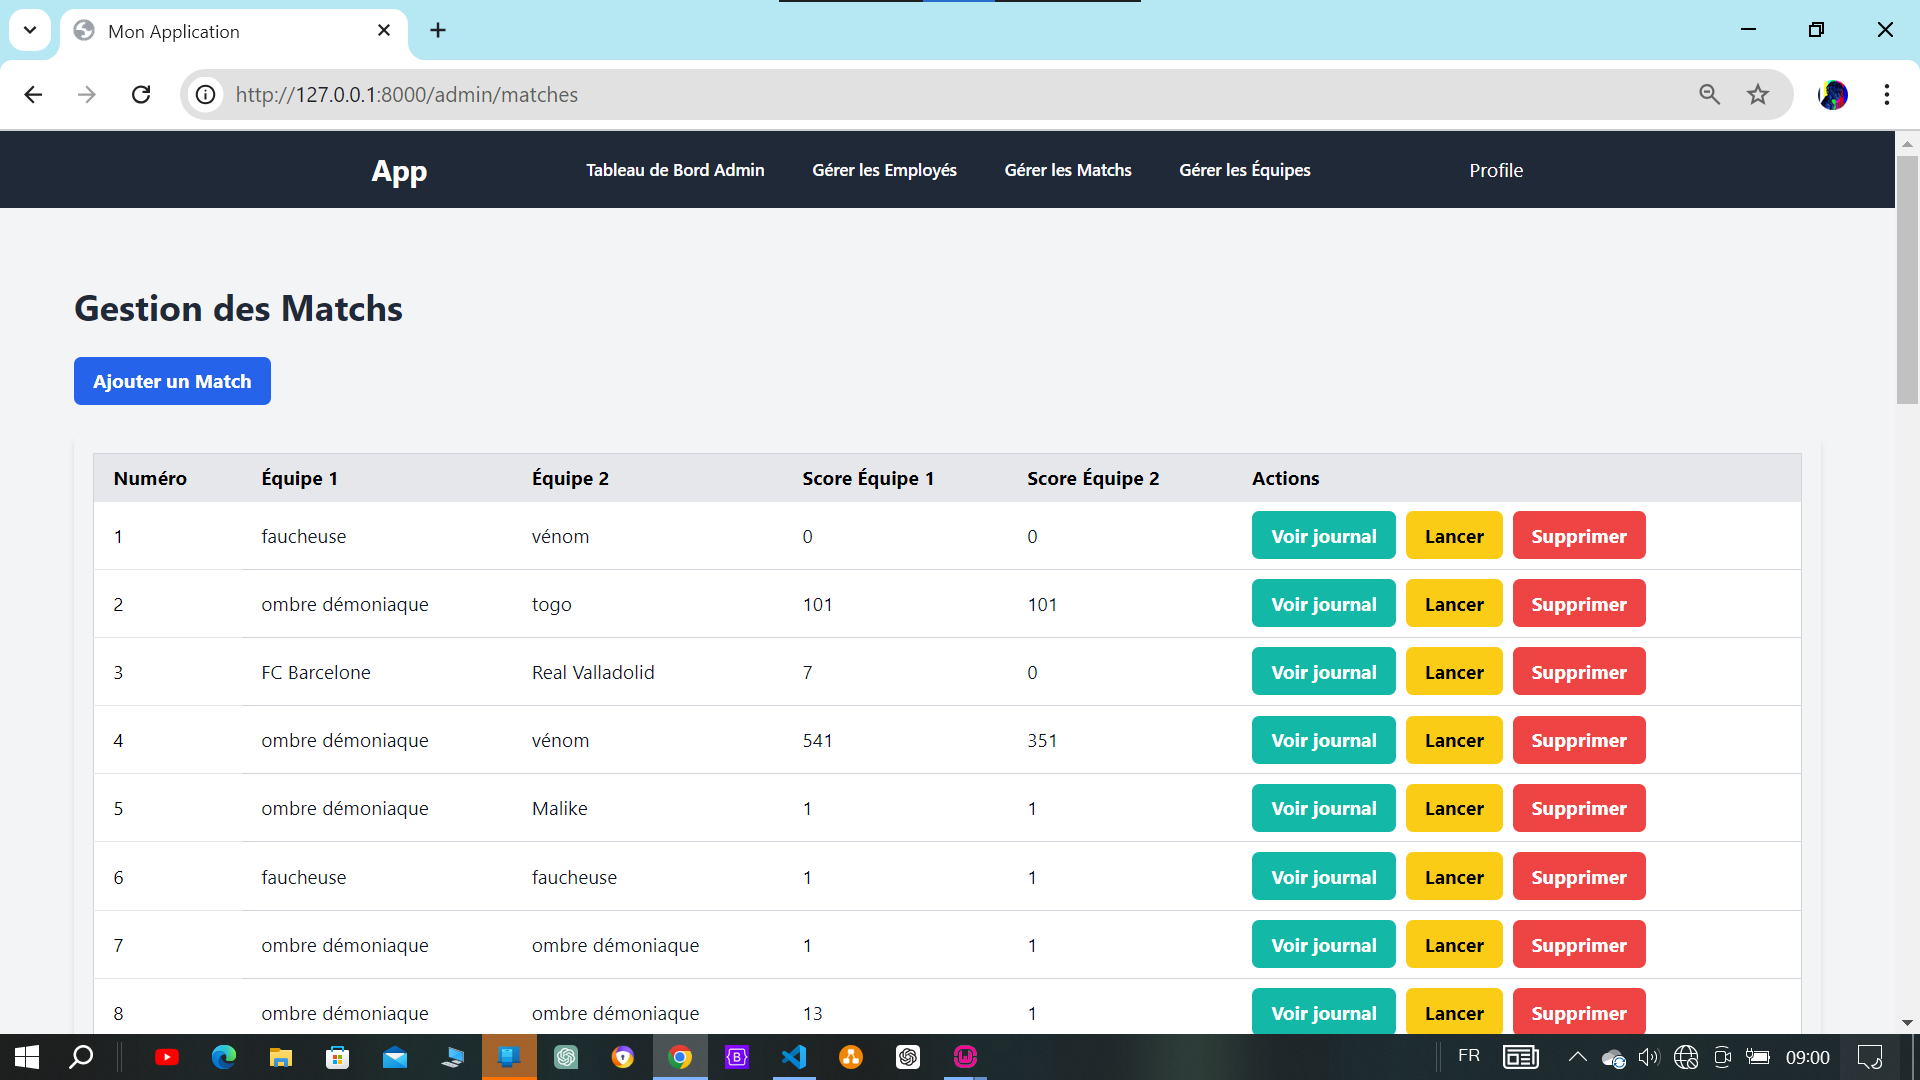 Mon Application
http://127.0.0.1:8000/admin/matches
App Tableau de Bord Admin Gérer les Employés Gérer les Matchs Gérer les Équipes Profile
Gestion des Matchs
Ajouter un Match
Numéro Équipe 1 Équipe 2 Score Équipe 1 Score Équipe 2 Actions
1 faucheuse vénom 0 0 Voir journal Lancer Supprimer
2 ombre démoniaque togo 101 101 Voir journal Lancer Supprimer
3 FC Barcelone Real Valladolid 7 0 Voir journal Lancer Supprimer
4 ombre démoniaque vénom 541 351 Voir journal Lancer Supprimer
5 ombre démoniaque Malike 1 1 Voir journal Lancer Supprimer
6 faucheuse faucheuse 1 1 Voir journal Lancer Supprimer
7 ombre démoniaque ombre démoniaque 1 1 Voir journal Lancer Supprimer
8 ombre démoniaque ombre démoniaque 13 1 Voir journal Lancer Supprimer
FR 09:00